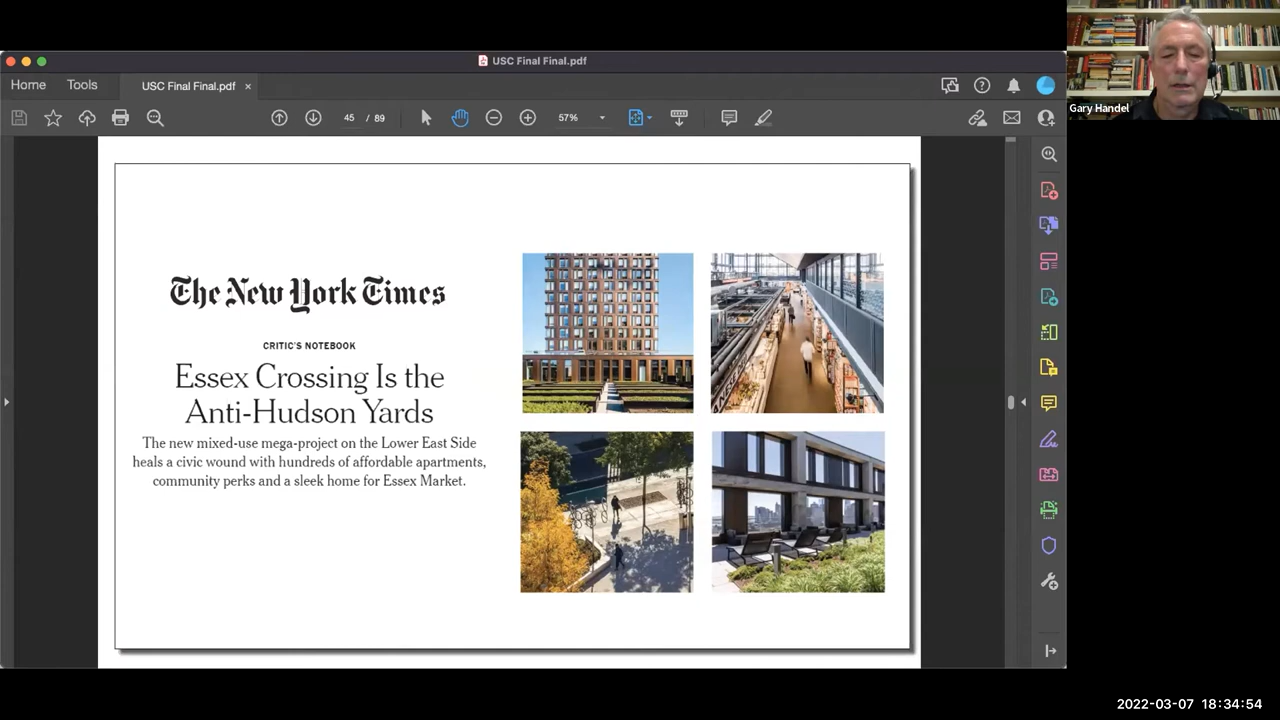 USC Final Final.pdf
Home
Tools
USC Final Final.pdf ×
45 / 89
57%
The New York Times
CRITIC'S NOTEBOOK
Essex Crossing Is the
Anti-Hudson Yards
The new mixed-use mega-project on the Lower East Side
heals a civic wound with hundreds of affordable apartments,
community perks and a sleek home for Essex Market.
Gary Handel
2022-03-07 18:34:54